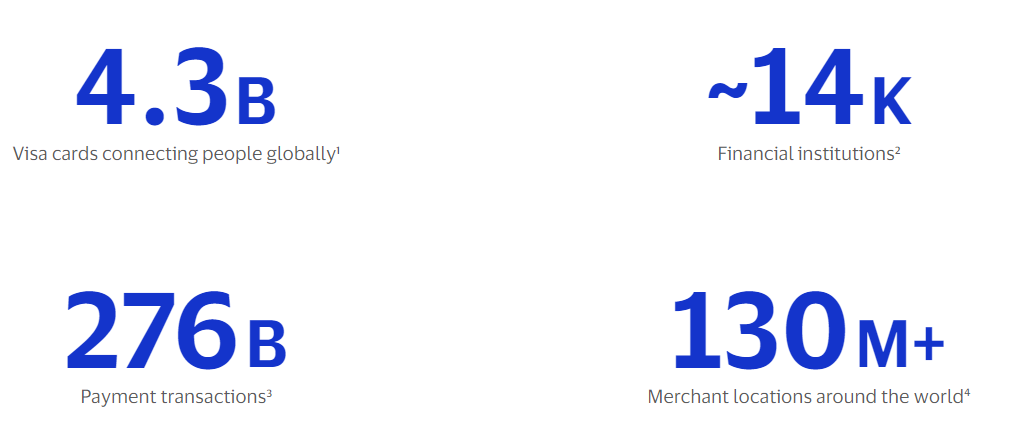 4.3B
~14K
Visa cards connecting people globally¹
Financial institutions²
276B
130M+
Payment transactions³
Merchant locations around the world⁴